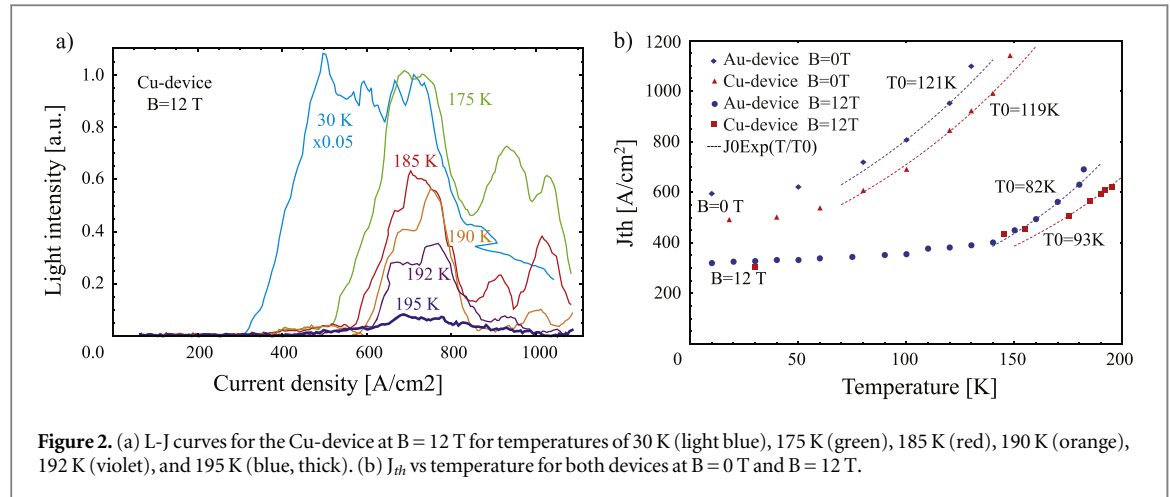 a)
Cu-device
B=12 T
30 K
x0.05
175 K
185 K
190 K
192 K
195 K
1.0
0.8
0.6
0.4
0.2
0.0
200
400
600
800
1000
Light intensity [a.u.]
Current density [A/cm2]
b)
Au-device B=0T
Cu-device B=0T
Au-device B=12T
Cu-device B=12T
J0Exp(T/T0)
T0=121K
T0=119K
T0=82K
T0=93K
B=0 T
B=12 T
1200
1000
800
600
400
200
0
50
100
150
200
Jth [A/cm²]
Temperature [K]
Figure 2. (a) L-J curves for the Cu-device at B = 12 T for temperatures of 30 K (light blue), 175 K (green), 185 K (red), 190 K (orange),
192 K (violet), and 195 K (blue, thick). (b) Jth vs temperature for both devices at B = 0 T and B = 12 T.